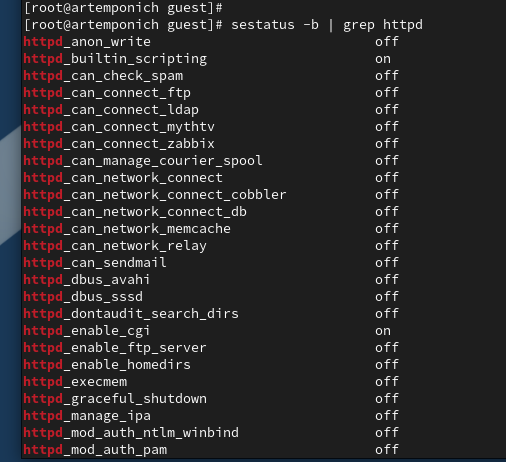 [root@artemponich guest]#
[root@artemponich guest]# sestatus -b | grep httpd
httpd_anon_write off
httpd_builtin_scripting on
httpd_can_check_spam off
httpd_can_connect_ftp off
httpd_can_connect_ldap off
httpd_can_connect_mythtv off
httpd_can_connect_zabbix off
httpd_can_manage_courier_spool off
httpd_can_network_connect off
httpd_can_network_connect_cobbler off
httpd_can_network_connect_db off
httpd_can_network_memcache off
httpd_can_network_relay off
httpd_can_sendmail off
httpd_dbus_avahi off
httpd_dbus_sssd off
httpd_dontaudit_search_dirs off
httpd_enable_cgi on
httpd_enable_ftp_server off
httpd_enable_homedirs off
httpd_execmem off
httpd_graceful_shutdown off
httpd_manage_ipa off
httpd_mod_auth_ntlm_winbind off
httpd_mod_auth_pam off